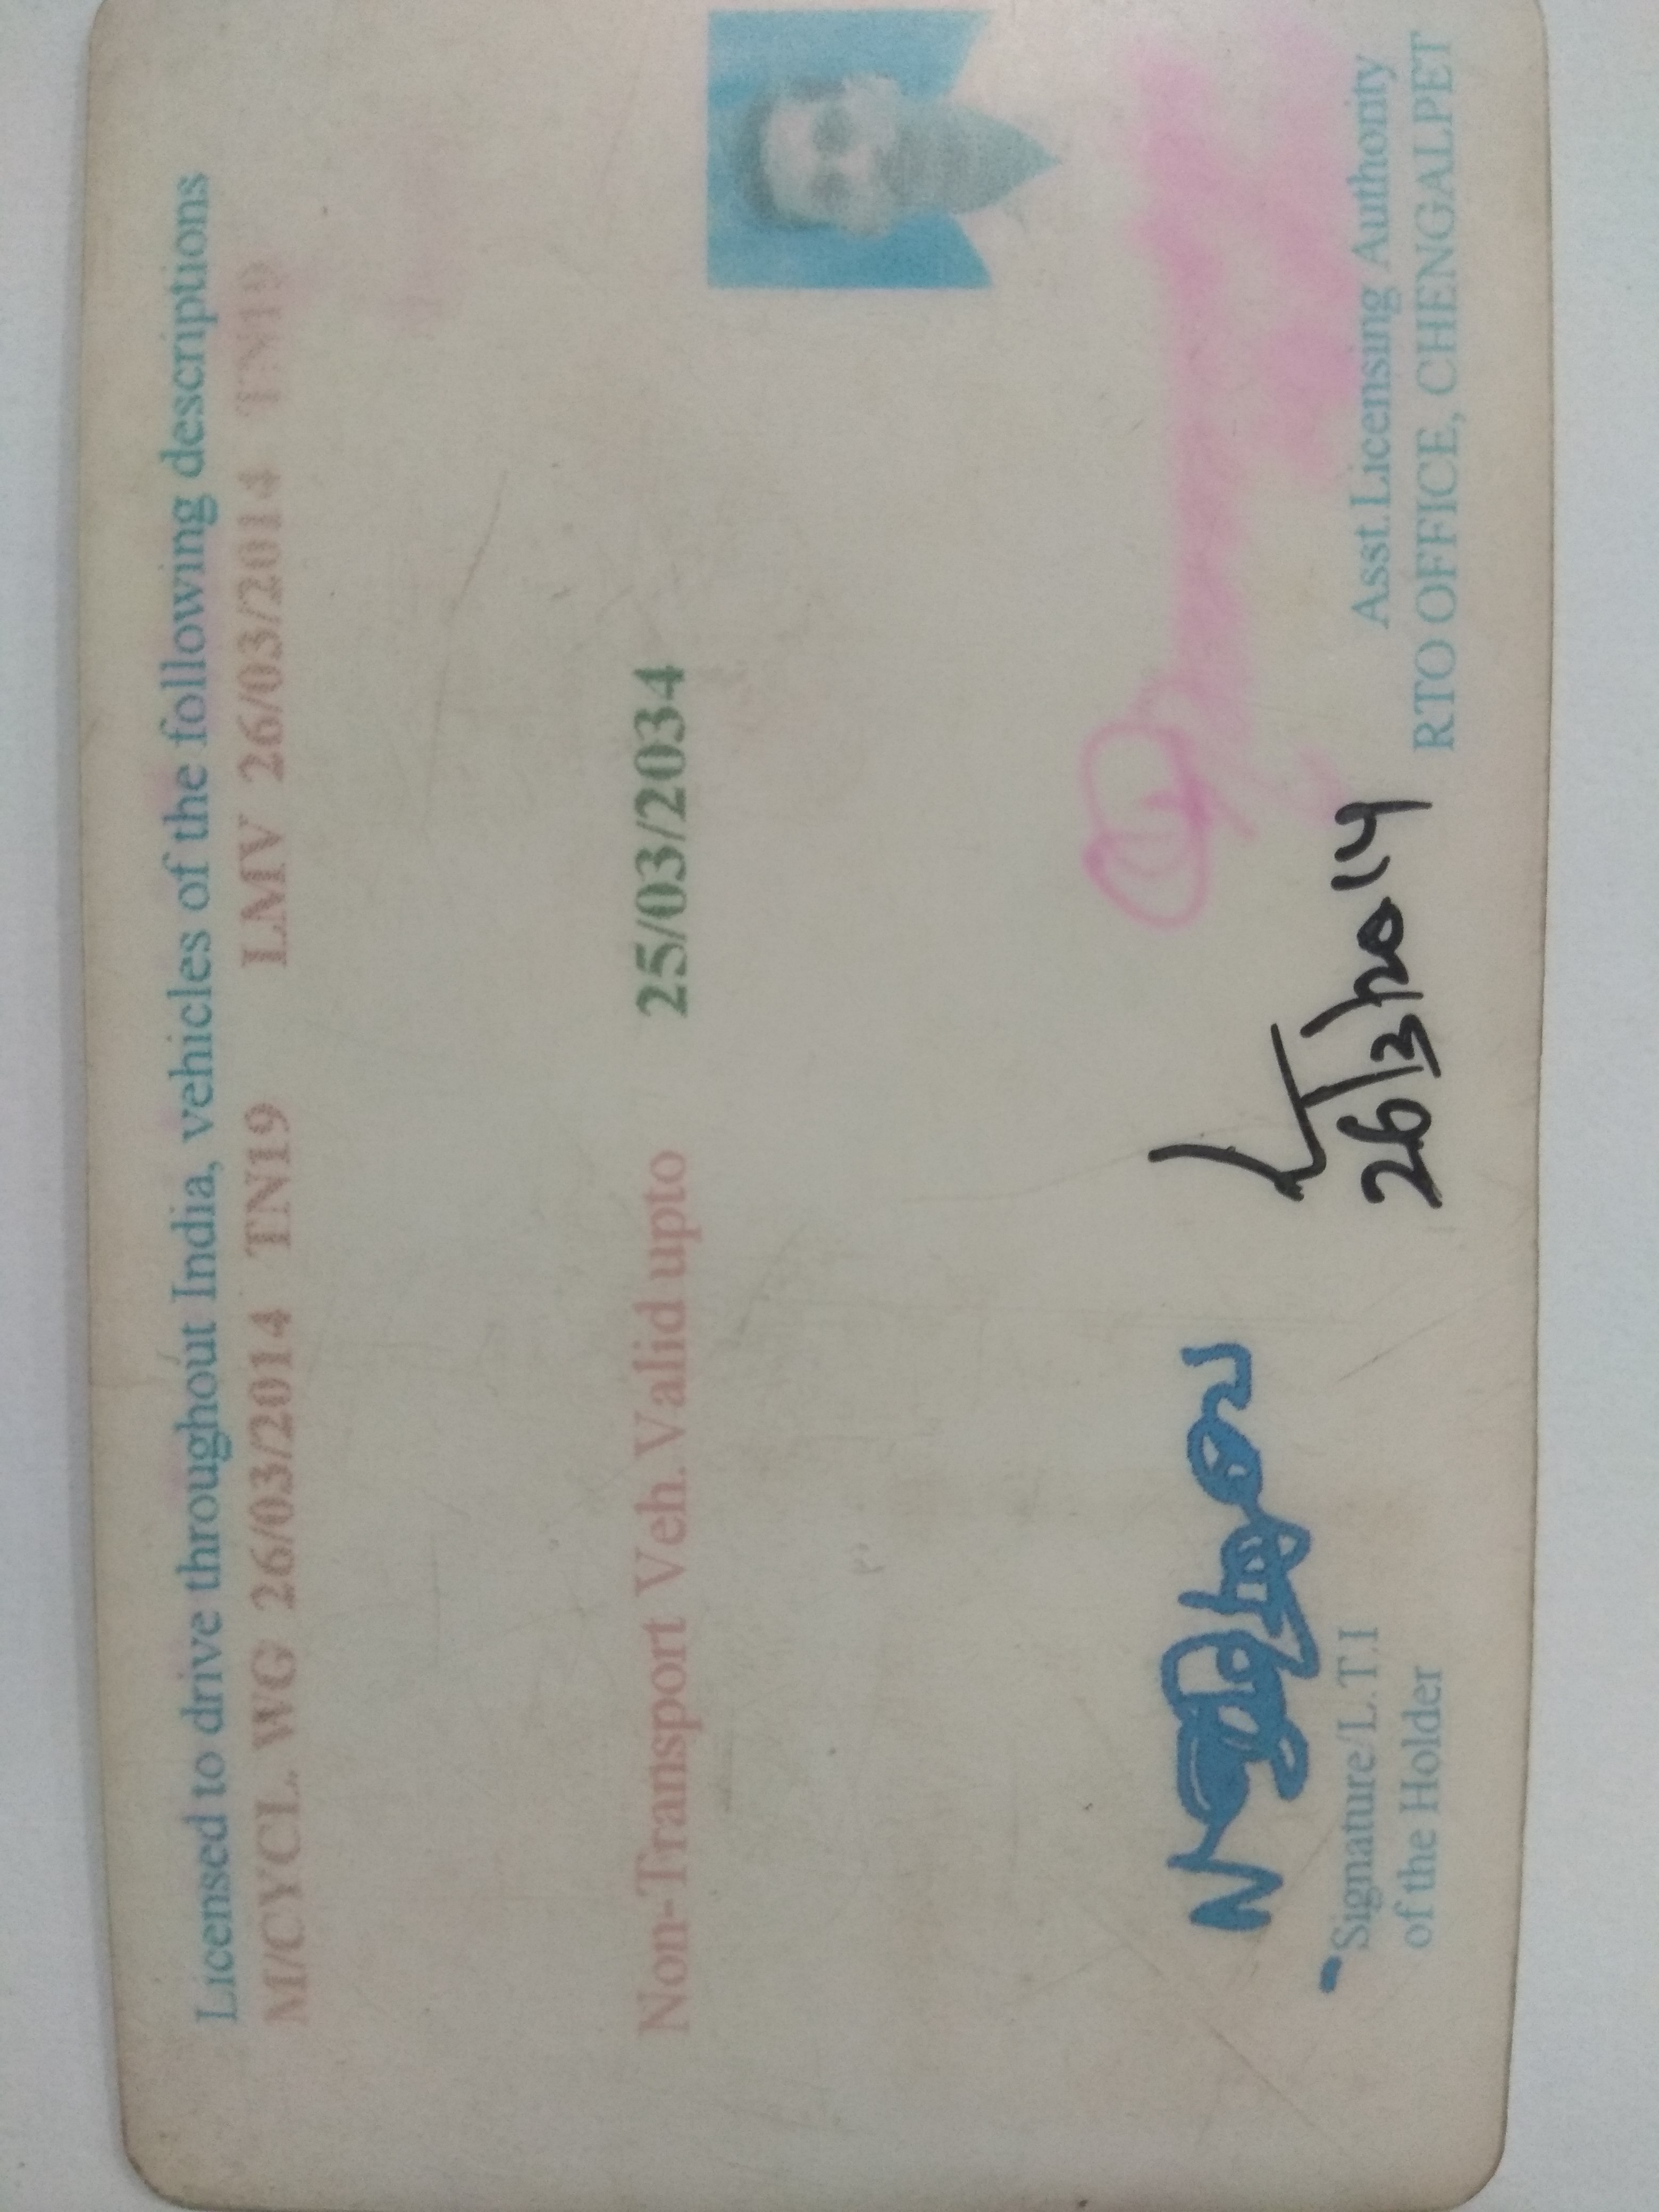 Licensed to drive throughout India, vehicles of the following descriptions
M/CYCL. WG 26/03/2014 TN19 LMV 26/03/2014 TN19
Non-Transport Veh. Valid upto 25/03/2034
26/3/2014
Signature/L.T.I
of the Holder
Asst.Licensing Authority
RTO OFFICE, CHENGALPET